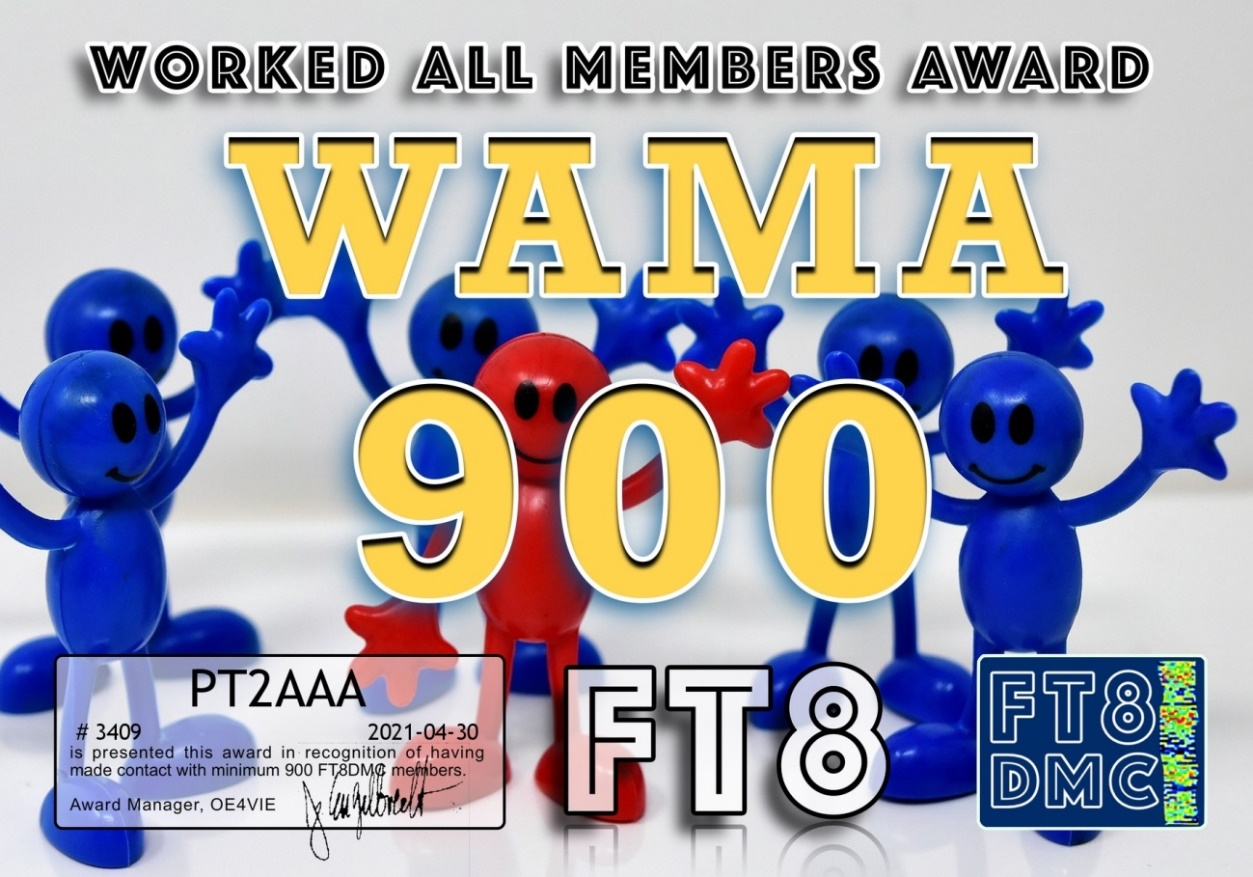 WORKED ALL MEMBERS AWARD
WAMA
900
PT2AAA
# 3409 2021-04-30
is presented this award in recognition of having
made contact with minimum 900 FT8DMC members.
Award Manager, OE4VIE
FT8
FT8
DMC